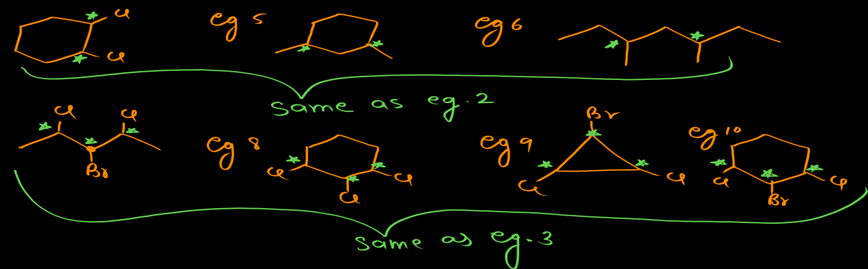 Cl eg 5 eg 6
Cl
same as eg. 2
Cl Cl Br eg 10
eg 8 eg 9
Br Cl Cl Cl Cl Cl Cl Cl
Br
same as eg. 3